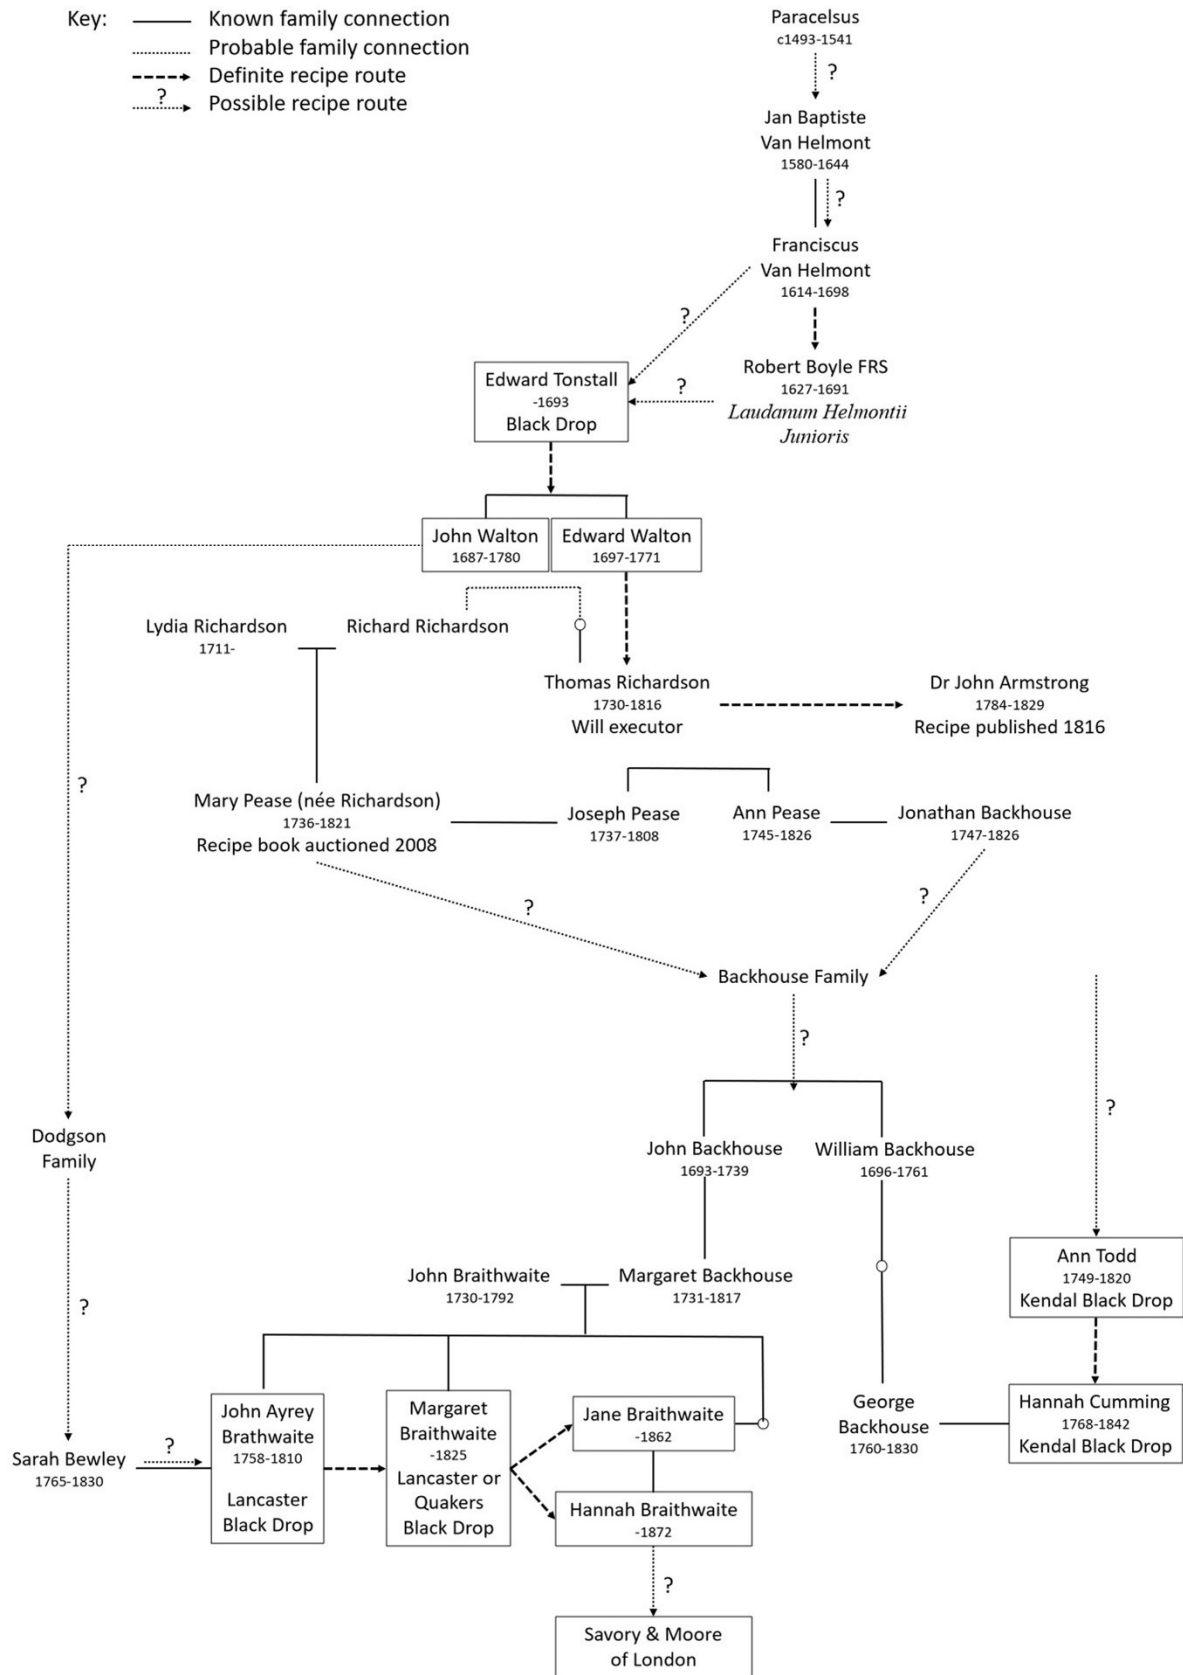 Key:
Known family connection
Probable family connection
Definite recipe route
?
Possible recipe route
Paracelsus
c1493-1541
?
Jan Baptiste
Van Helmont
1580-1644
?
Franciscus
Van Helmont
1614-1698
?
Robert Boyle FRS
1627-1691
Laudanum Helmontii
Junioris
?
Edward Tonstall
-1693
Black Drop
John Walton
1687-1780
Edward Walton
1697-1771
Lydia Richardson
1711-
Richard Richardson
Thomas Richardson
1730-1816
Will executor
Dr John Armstrong
1784-1829
Recipe published 1816
?
Mary Pease (née Richardson)
1736-1821
Recipe book auctioned 2008
Joseph Pease
1737-1808
Ann Pease
1745-1826
Jonathan Backhouse
1747-1826
?
?
Backhouse Family
?
?
Dodgson
Family
John Backhouse
1693-1739
William Backhouse
1696-1761
?
John Braithwaite
1730-1792
Margaret Backhouse
1731-1817
Ann Todd
1749-1820
Kendal Black Drop
Sarah Bewley
1765-1830
?
John Ayrey
Brathwaite
1758-1810
Lancaster
Black Drop
Margaret
Braithwaite
-1825
Lancaster or
Quakers
Black Drop
Jane Braithwaite
-1862
Hannah Braithwaite
-1872
George
Backhouse
1760-1830
Hannah Cumming
1768-1842
Kendal Black Drop
?
Savory & Moore
of London